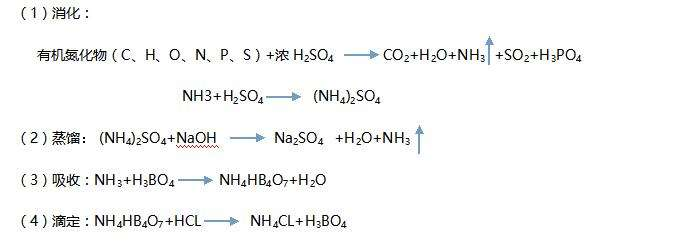 （1）消化：
有机氮化物（C、H、O、N、P、S）+浓 H₂SO₄ → CO₂+H₂O+NH₃↑+SO₂+H₃PO₄
NH3+H₂SO₄ → (NH₄)₂SO₄
（2）蒸馏: (NH₄)₂SO₄+NaOH → Na₂SO₄ +H₂O+NH₃↑
（3）吸收：NH₃+H₃BO₄ → NH₄HB₄O₇+H₂O
（4）滴定：NH₄HB₄O₇+HCL → NH₄CL+H₃BO₄